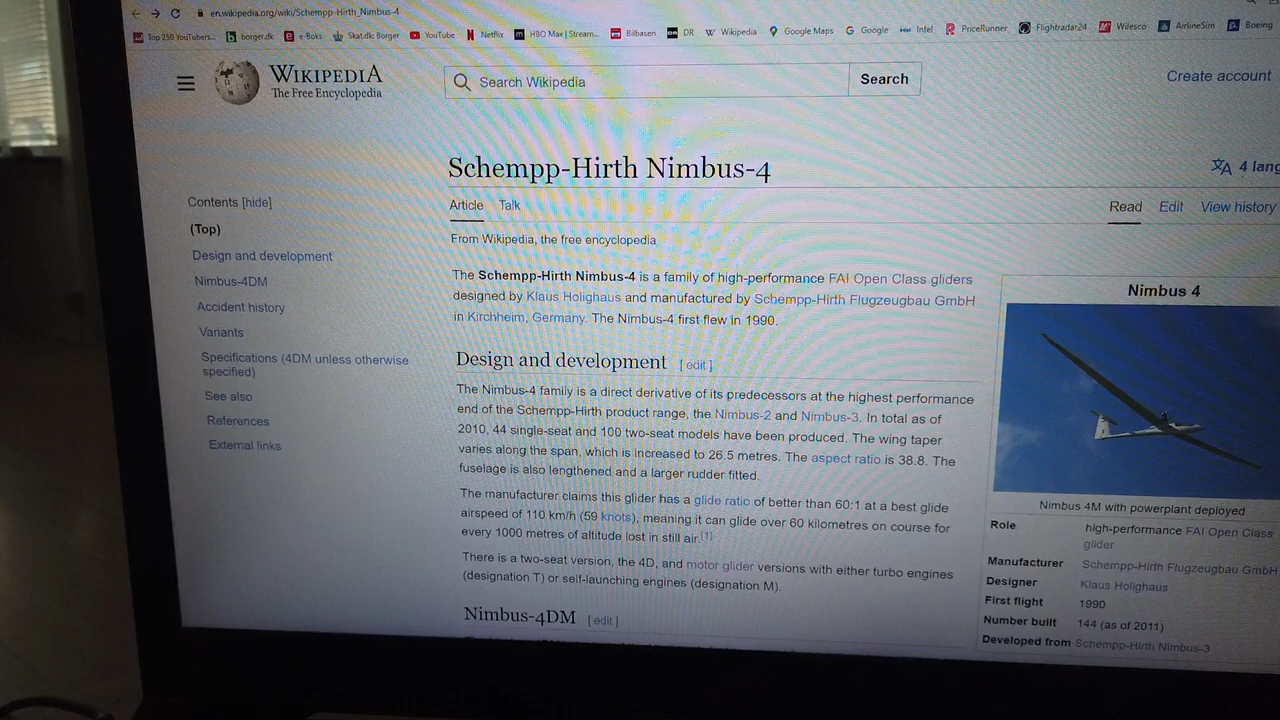 en.wikipedia.org/wiki/Schempp-Hirth_Nimbus-4
Top 250 YouTubers... borger.dk e-Boks Skat.dk: Borger YouTube Netflix HBO Max | Stream... Bilbasen DR Wikipedia Google Maps Google Intel PriceRunner Flightradar24 Wilesco AirlineSim Boeing
WIKIPEDIA
The Free Encyclopedia
Search Wikipedia
Search
Create account
Schempp-Hirth Nimbus-4
4 lang
Contents [hide]
(Top)
Design and development
Nimbus-4DM
Accident history
Variants
Specifications (4DM unless otherwise
specified)
See also
References
External links
Article Talk
Read Edit View history
From Wikipedia, the free encyclopedia
The Schempp-Hirth Nimbus-4 is a family of high-performance FAI Open Class gliders
designed by Klaus Holighaus and manufactured by Schempp-Hirth Flugzeugbau GmbH
in Kirchheim, Germany. The Nimbus-4 first flew in 1990.
Design and development [ edit ]
The Nimbus-4 family is a direct derivative of its predecessors at the highest performance
end of the Schempp-Hirth product range, the Nimbus-2 and Nimbus-3. In total as of
2010, 44 single-seat and 100 two-seat models have been produced. The wing taper
varies along the span, which is increased to 26.5 metres. The aspect ratio is 38.8. The
fuselage is also lengthened and a larger rudder fitted.
The manufacturer claims this glider has a glide ratio of better than 60:1 at a best glide
airspeed of 110 km/h (59 knots), meaning it can glide over 60 kilometres on course for
every 1000 metres of altitude lost in still air.[1]
There is a two-seat version, the 4D, and motor glider versions with either turbo engines
(designation T) or self-launching engines (designation M).
Nimbus-4DM [ edit ]
Nimbus 4
Nimbus 4M with powerplant deployed
Role high-performance FAI Open Class
glider
Manufacturer Schempp-Hirth Flugzeugbau GmbH
Designer Klaus Holighaus
First flight 1990
Number built 144 (as of 2011)
Developed from Schempp-Hirth Nimbus-3